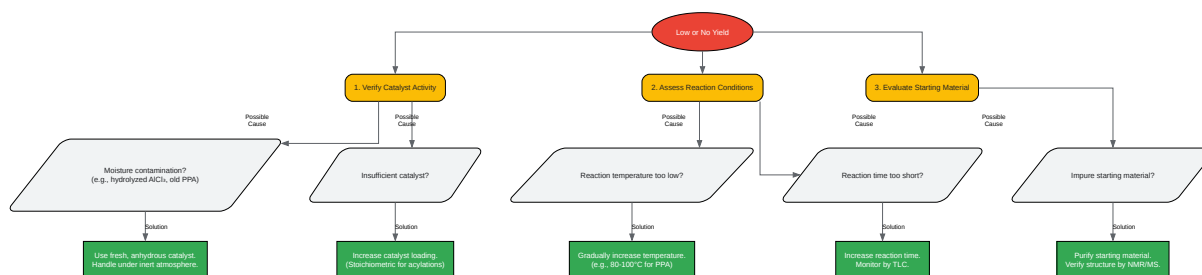 Low or No Yield
1. Verify Catalyst Activity
2. Assess Reaction Conditions
3. Evaluate Starting Material
Possible
Cause
Possible
Cause
Possible
Cause
Possible
Cause
Possible
Cause
Moisture contamination?
(e.g., hydrolyzed AlCl₃, old PPA)
Insufficient catalyst?
Reaction temperature too low?
Reaction time too short?
Impure starting material?
Solution
Solution
Solution
Solution
Solution
Use fresh, anhydrous catalyst.
Handle under inert atmosphere.
Increase catalyst loading.
(Stoichiometric for acylations)
Gradually increase temperature.
(e.g., 80-100°C for PPA)
Increase reaction time.
Monitor by TLC.
Purify starting material.
Verify structure by NMR/MS.